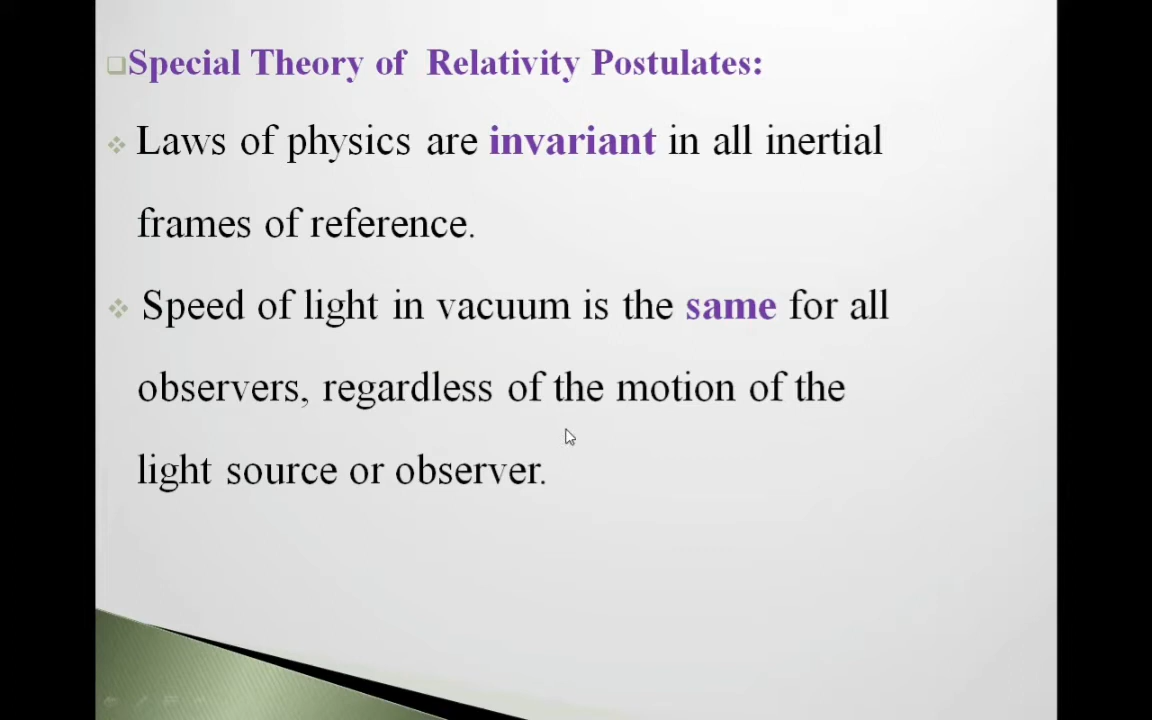 Special Theory of Relativity Postulates:
Laws of physics are invariant in all inertial
frames of reference.
Speed of light in vacuum is the same for all
observers, regardless of the motion of the
light source or observer.